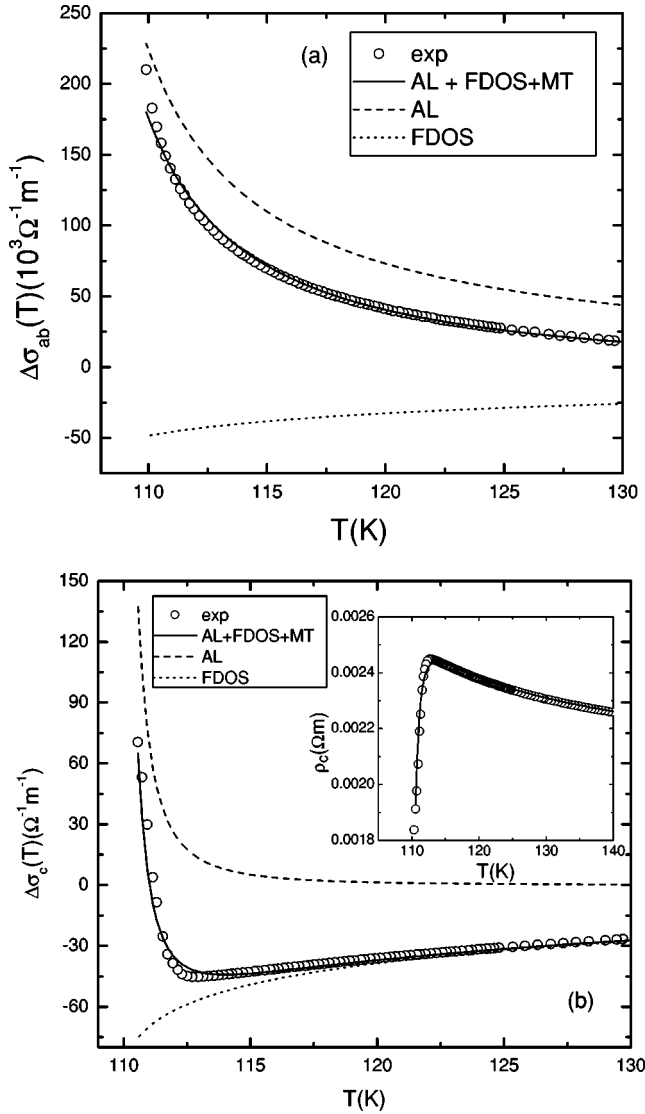 250
200
150
100
50
0
-50
110
115
120
125
130
Δσab(T)(10³Ω⁻¹m⁻¹)
T(K)
(a)
exp
AL + FDOS+MT
AL
FDOS
150
120
90
60
30
0
-30
-60
110
115
120
125
130
Δσc(T)(Ω⁻¹m⁻¹)
T(K)
(b)
exp
AL+FDOS+MT
AL
FDOS
0.0026
0.0024
0.0022
0.0020
0.0018
110
120
130
140
ρc(Ωm)
T(K)